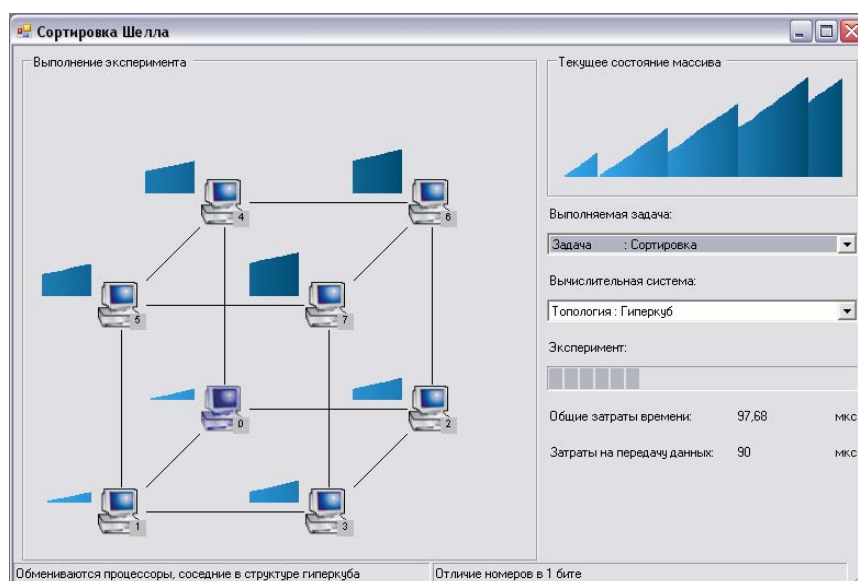 Сортировка Шелла
Выполнение эксперимента
4
6
5
7
0
2
1
3
Текущее состояние массива
Выполняемая задача:
Задача : Сортировка
Вычислительная система:
Топология : Гиперкуб
Эксперимент:
Общие затраты времени: 97,68 мкс
Затраты на передачу данных: 90 мкс
Обмениваются процессоры, соседние в структуре гиперкуба
Отличие номеров в 1 бите